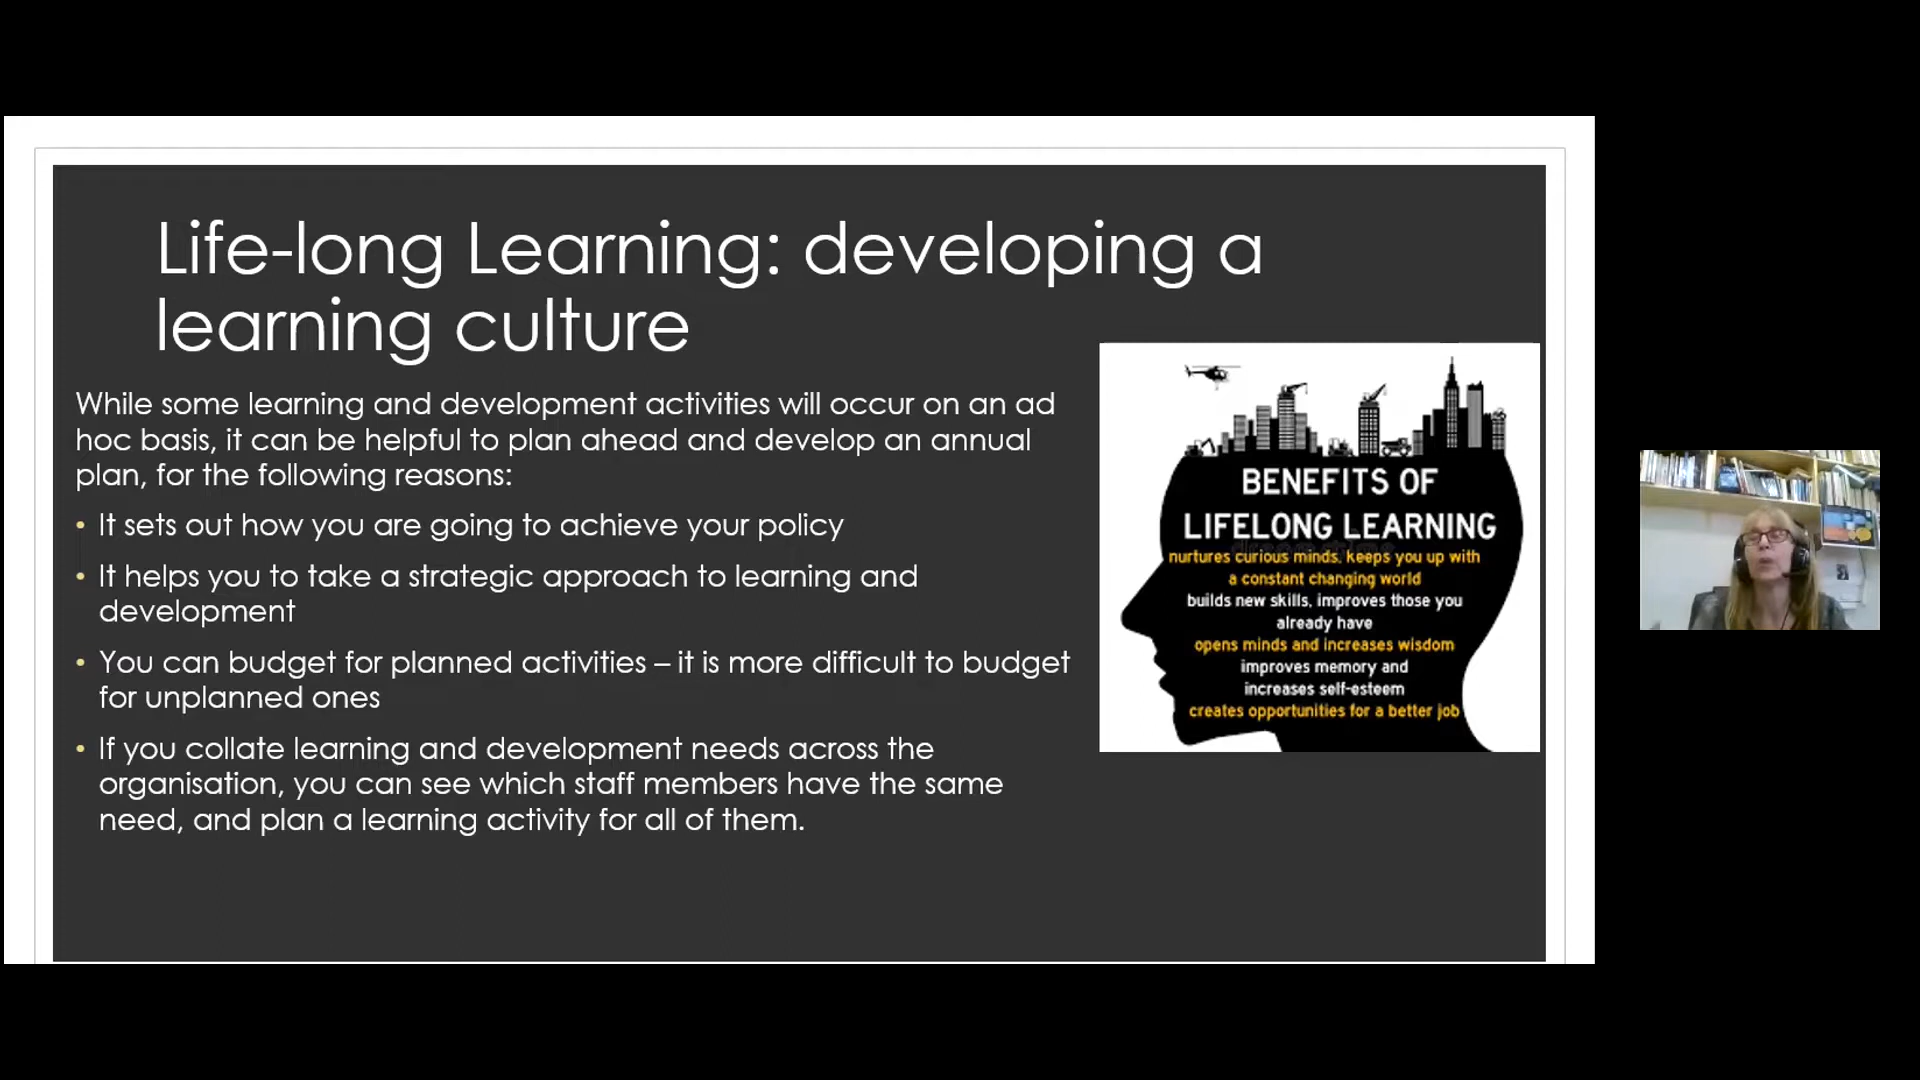 Life-long Learning: developing a
learning culture
While some learning and development activities will occur on an ad
hoc basis, it can be helpful to plan ahead and develop an annual
plan, for the following reasons:
• It sets out how you are going to achieve your policy
• It helps you to take a strategic approach to learning and
development
• You can budget for planned activities – it is more difficult to budget
for unplanned ones
• If you collate learning and development needs across the
organisation, you can see which staff members have the same
need, and plan a learning activity for all of them.
BENEFITS OF
LIFELONG LEARNING
nurtures curious minds, keeps you up with
a constant changing world
builds new skills, improves those you
already have
opens minds and increases wisdom
improves memory and
increases self-esteem
creates opportunities for a better job